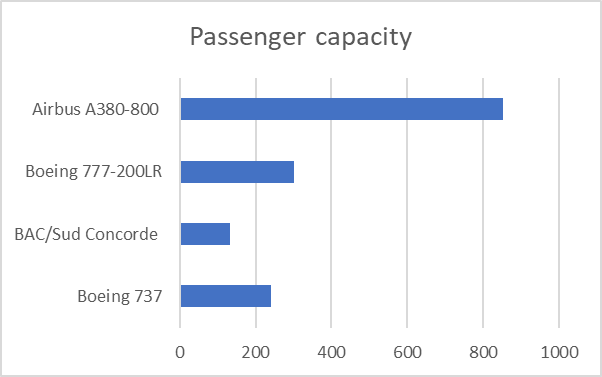 Passenger capacity
Airbus A380-800
Boeing 777-200LR
BAC/Sud Concorde
Boeing 737
0 200 400 600 800 1000